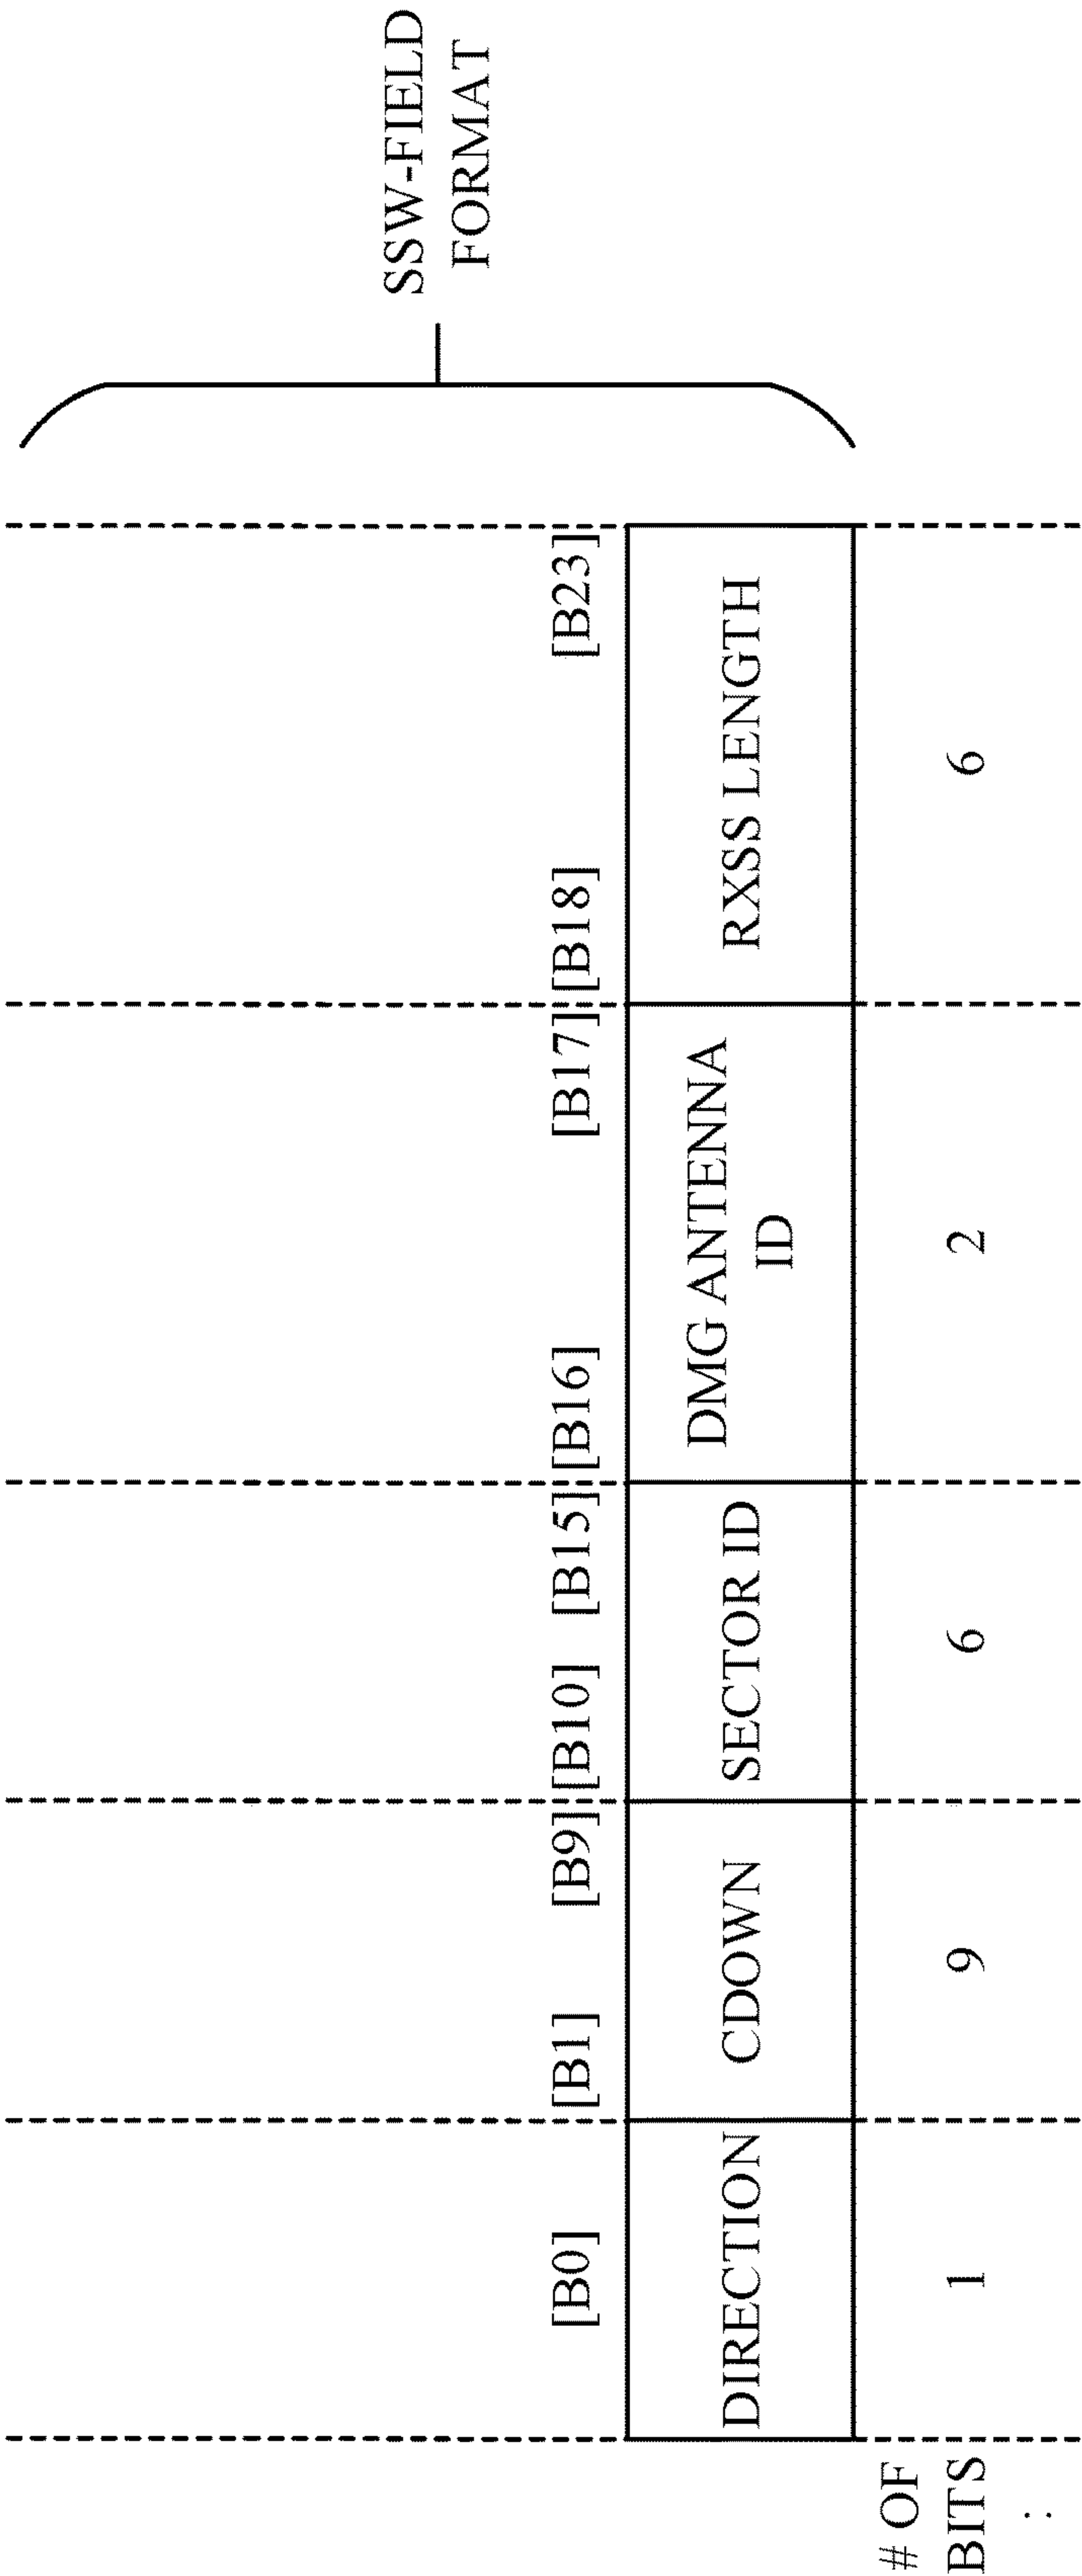 [B0] [B1] [B9] [B10] [B15] [B16] [B17] [B18] [B23]
DIRECTION
CDOWN
SECTOR ID
DMG ANTENNA
ID
RXSS LENGTH
# OF
BITS
:
1 9 6 2 6
SSW-FIELD
FORMAT